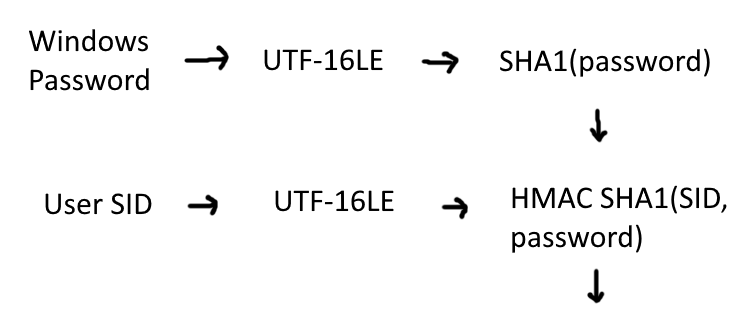 Windows
Password
UTF-16LE
SHA1(password)
User SID
UTF-16LE
HMAC SHA1(SID,
password)